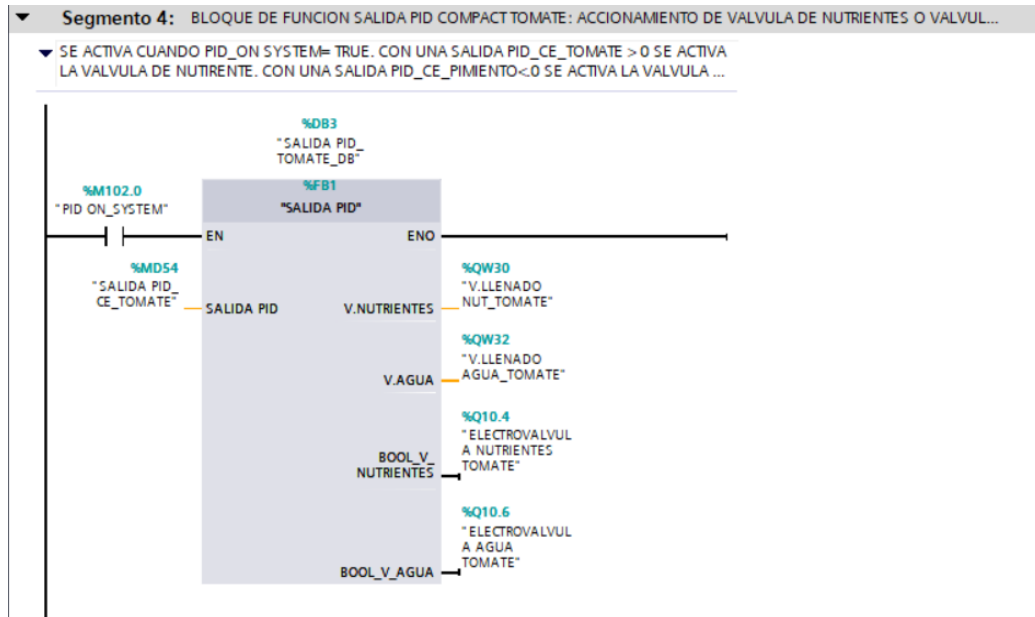 Segmento 4: BLOQUE DE FUNCION SALIDA PID COMPACT TOMATE: ACCIONAMIENTO DE VALVULA DE NUTRIENTES O VALVUL...
SE ACTIVA CUANDO PID_ON SYSTEM= TRUE. CON UNA SALIDA PID_CE_TOMATE > 0 SE ACTIVA
LA VALVULA DE NUTIRENTE. CON UNA SALIDA PID_CE_PIMIENTO<.0 SE ACTIVA LA VALVULA ...
%DB3
"SALIDA PID_
TOMATE_DB"
%M102.0
"PID ON_SYSTEM"
%FB1
"SALIDA PID"
EN
ENO
%MD54
"SALIDA PID_
CE_TOMATE"
SALIDA PID
V.NUTRIENTES
%QW30
"V.LLENADO
NUT_TOMATE"
V.AGUA
%QW32
"V.LLENADO
AGUA_TOMATE"
BOOL_V_
NUTRIENTES
%Q10.4
"ELECTROVALVUL
A NUTRIENTES
TOMATE"
BOOL_V_AGUA
%Q10.6
"ELECTROVALVUL
A AGUA
TOMATE"